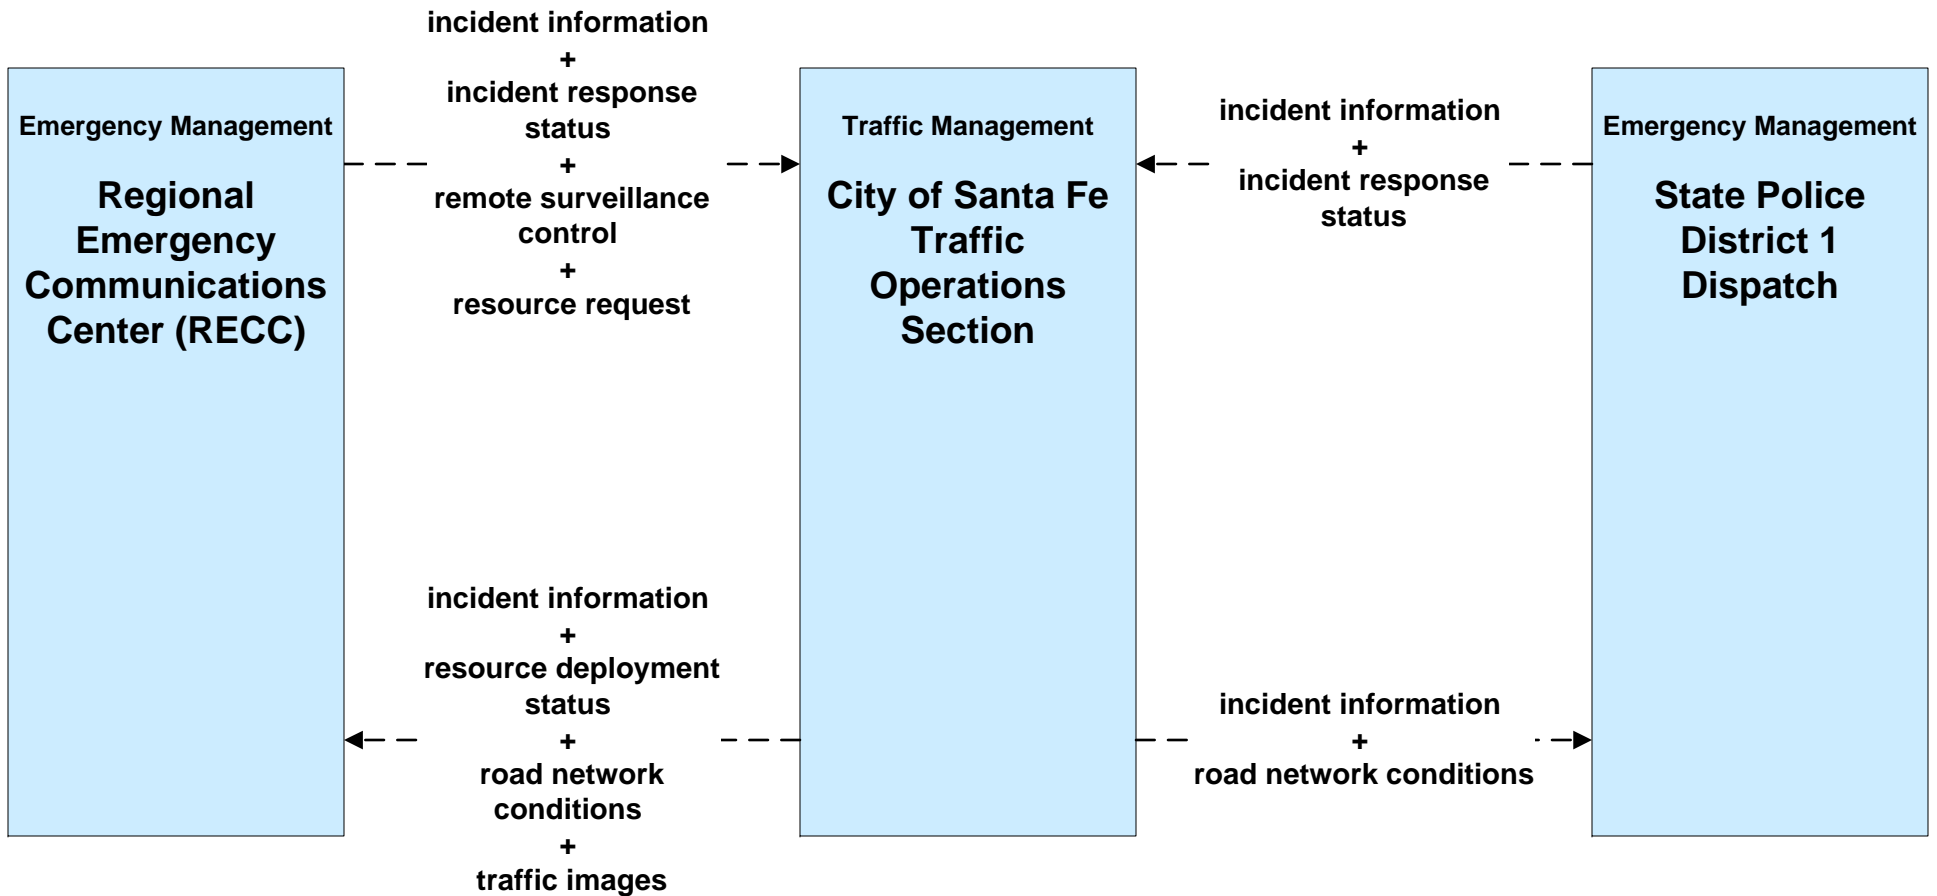 incident information
+
incident response
status
+
remote surveillance
control
+
resource request
Emergency Management
Regional
Emergency
Communications
Center (RECC)
Traffic Management
City of Santa Fe
Traffic
Operations
Section
incident information
+
incident response
status
Emergency Management
State Police
District 1
Dispatch
incident information
+
resource deployment
status
+
road network
conditions
+
traffic images
incident information
+
road network conditions